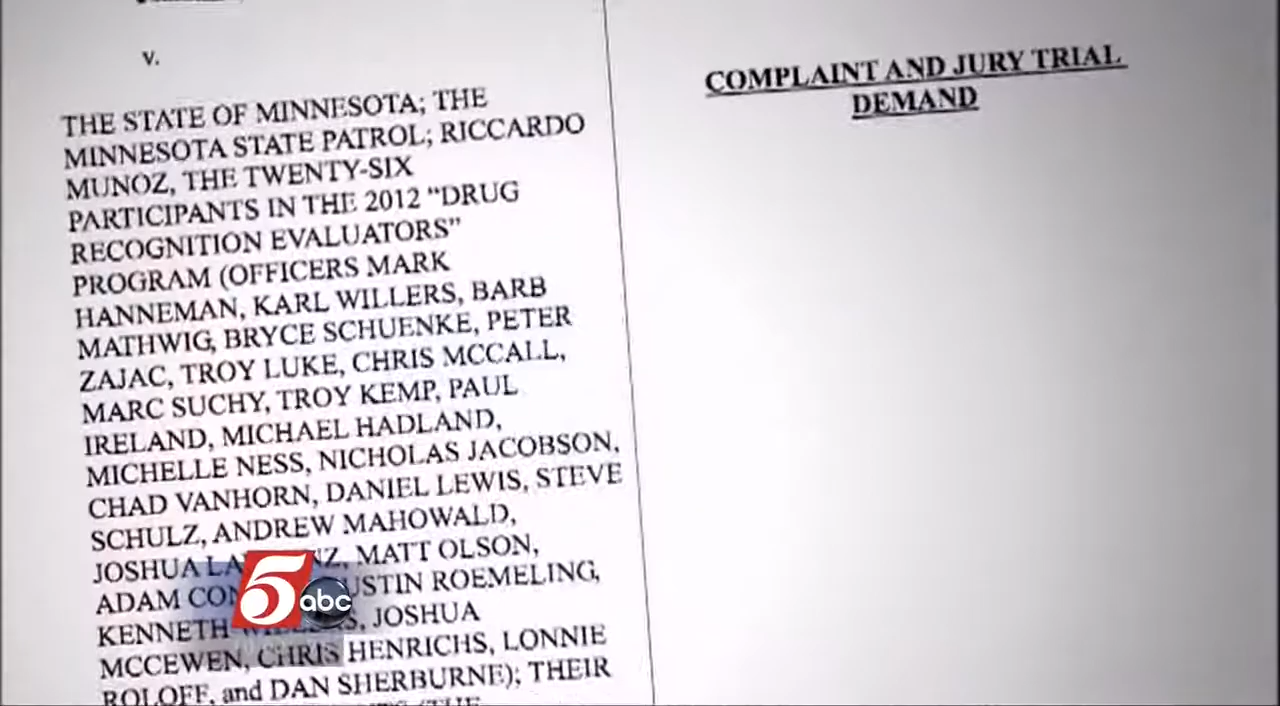 v.
THE STATE OF MINNESOTA; THE
MINNESOTA STATE PATROL; RICCARDO
MUNOZ, THE TWENTY-SIX
PARTICIPANTS IN THE 2012 “DRUG
RECOGNITION EVALUATORS”
PROGRAM (OFFICERS MARK
HANNEMAN, KARL WILLERS, BARB
MATHWIG, BRYCE SCHUENKE, PETER
ZAJAC, TROY LUKE, CHRIS MCCALL,
MARC SUCHY, TROY KEMP, PAUL
IRELAND, MICHAEL HADLAND,
MICHELLE NESS, NICHOLAS JACOBSON,
CHAD VANHORN, DANIEL LEWIS, STEVE
SCHULZ, ANDREW MAHOWALD,
JOSHUA MATT OLSON,
ADAM ROEMELING,
KENNETH JOSHUA
MCCEWEN, CHRIS HENRICHS, LONNIE
ROLOFF, and DAN SHERBURNE); THEIR
(THE
COMPLAINT AND JURY TRIAL
DEMAND
5
abc